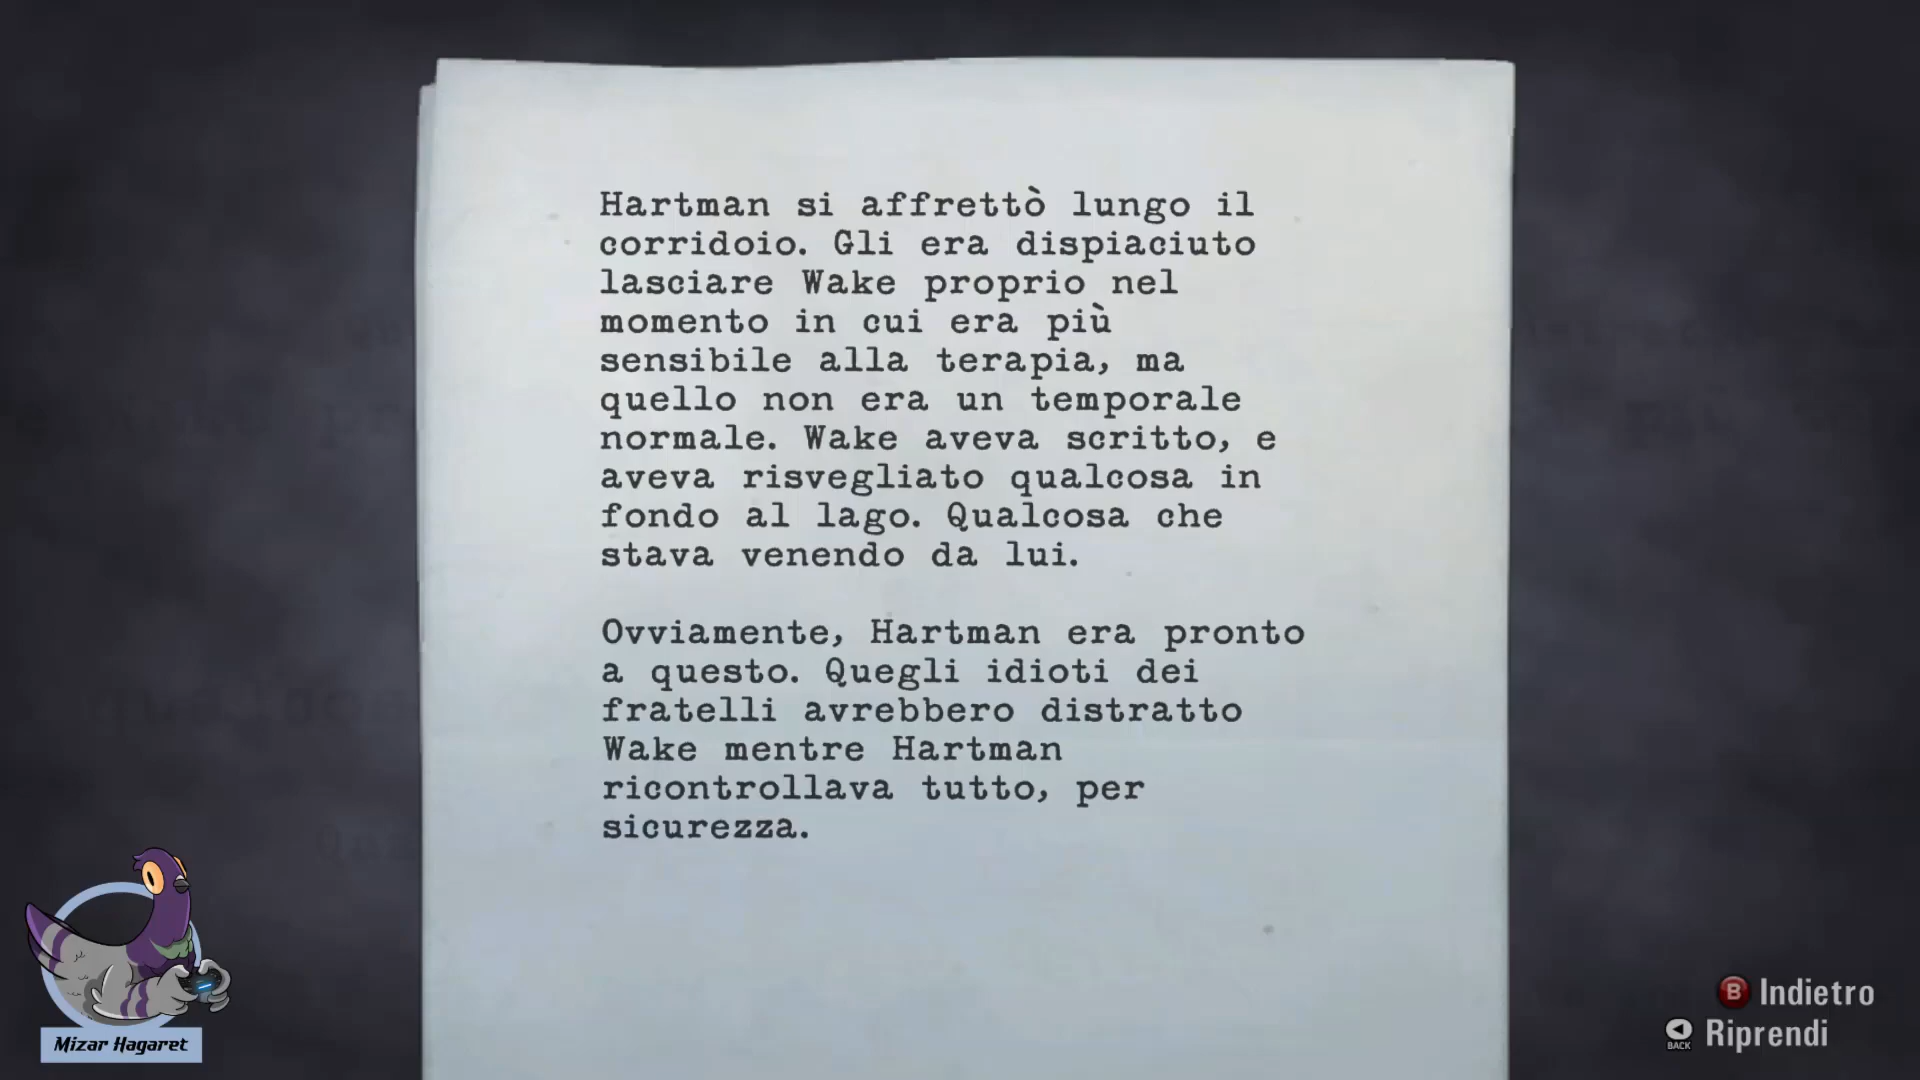 Hartman si affrettò lungo il
corridoio. Gli era dispiaciuto
lasciare Wake proprio nel
momento in cui era più
sensibile alla terapia, ma
quello non era un temporale
normale. Wake aveva scritto, e
aveva risvegliato qualcosa in
fondo al lago. Qualcosa che
stava venendo da lui.
Ovviamente, Hartman era pronto
a questo. Quegli idioti dei
fratelli avrebbero distratto
Wake mentre Hartman
ricontrollava tutto, per
sicurezza.
Mizar Hagaret
B Indietro
BACK Riprendi